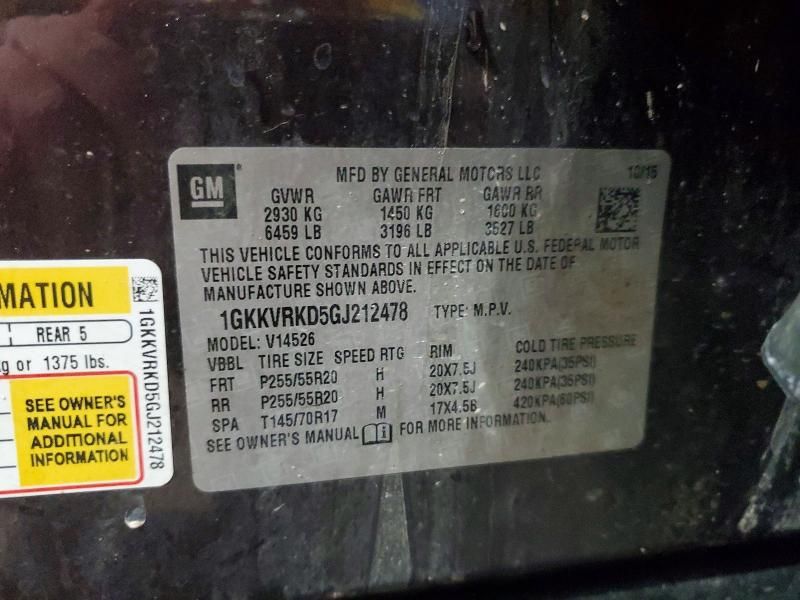 GM
MFD BY GENERAL MOTORS LLC 10/15
GVWR GAWR FRT GAWR RR
2930 KG 1450 KG 1600 KG
6459 LB 3196 LB 3527 LB
THIS VEHICLE CONFORMS TO ALL APPLICABLE U.S. FEDERAL MOTOR
VEHICLE SAFETY STANDARDS IN EFFECT ON THE DATE OF
MANUFACTURE SHOWN ABOVE.
1GKKVRKD5GJ212478 TYPE: M.P.V.
MODEL: V14526
VBBL TIRE SIZE SPEED RTG RIM COLD TIRE PRESSURE
FRT P255/55R20 H 20X7.5J 240KPA(35PSI)
RR P255/55R20 H 20X7.5J 240KPA(35PSI)
SPA T145/70R17 M 17X4.5B 420KPA(60PSI)
SEE OWNER'S MANUAL i FOR MORE INFORMATION.
MATION
REAR 5
g or 1375 lbs.
SEE OWNER'S
MANUAL FOR
ADDITIONAL
INFORMATION
1GKKVRKD5GJ212478